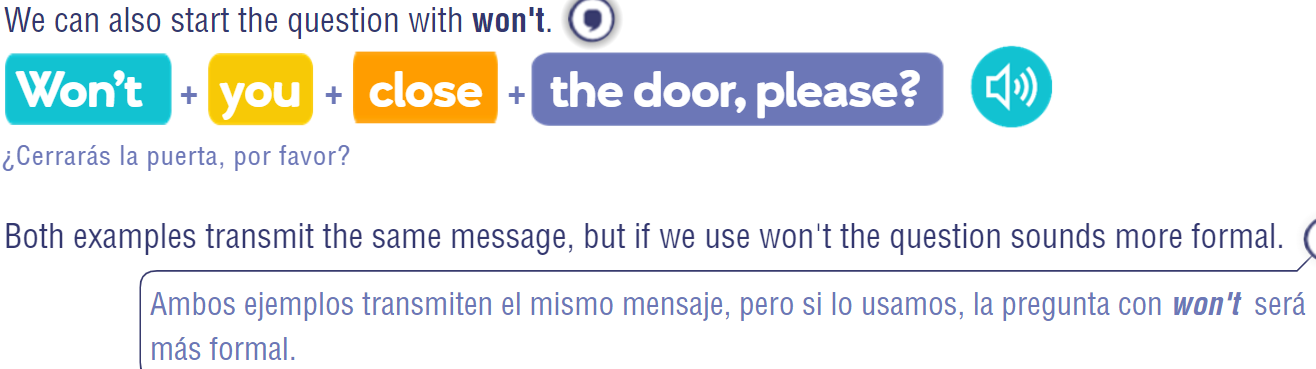 We can also start the question with won't.
Won't + you + close + the door, please?
¿Cerrarás la puerta, por favor?
Both examples transmit the same message, but if we use won't the question sounds more formal.
Ambos ejemplos transmiten el mismo mensaje, pero si lo usamos, la pregunta con won't será
más formal.